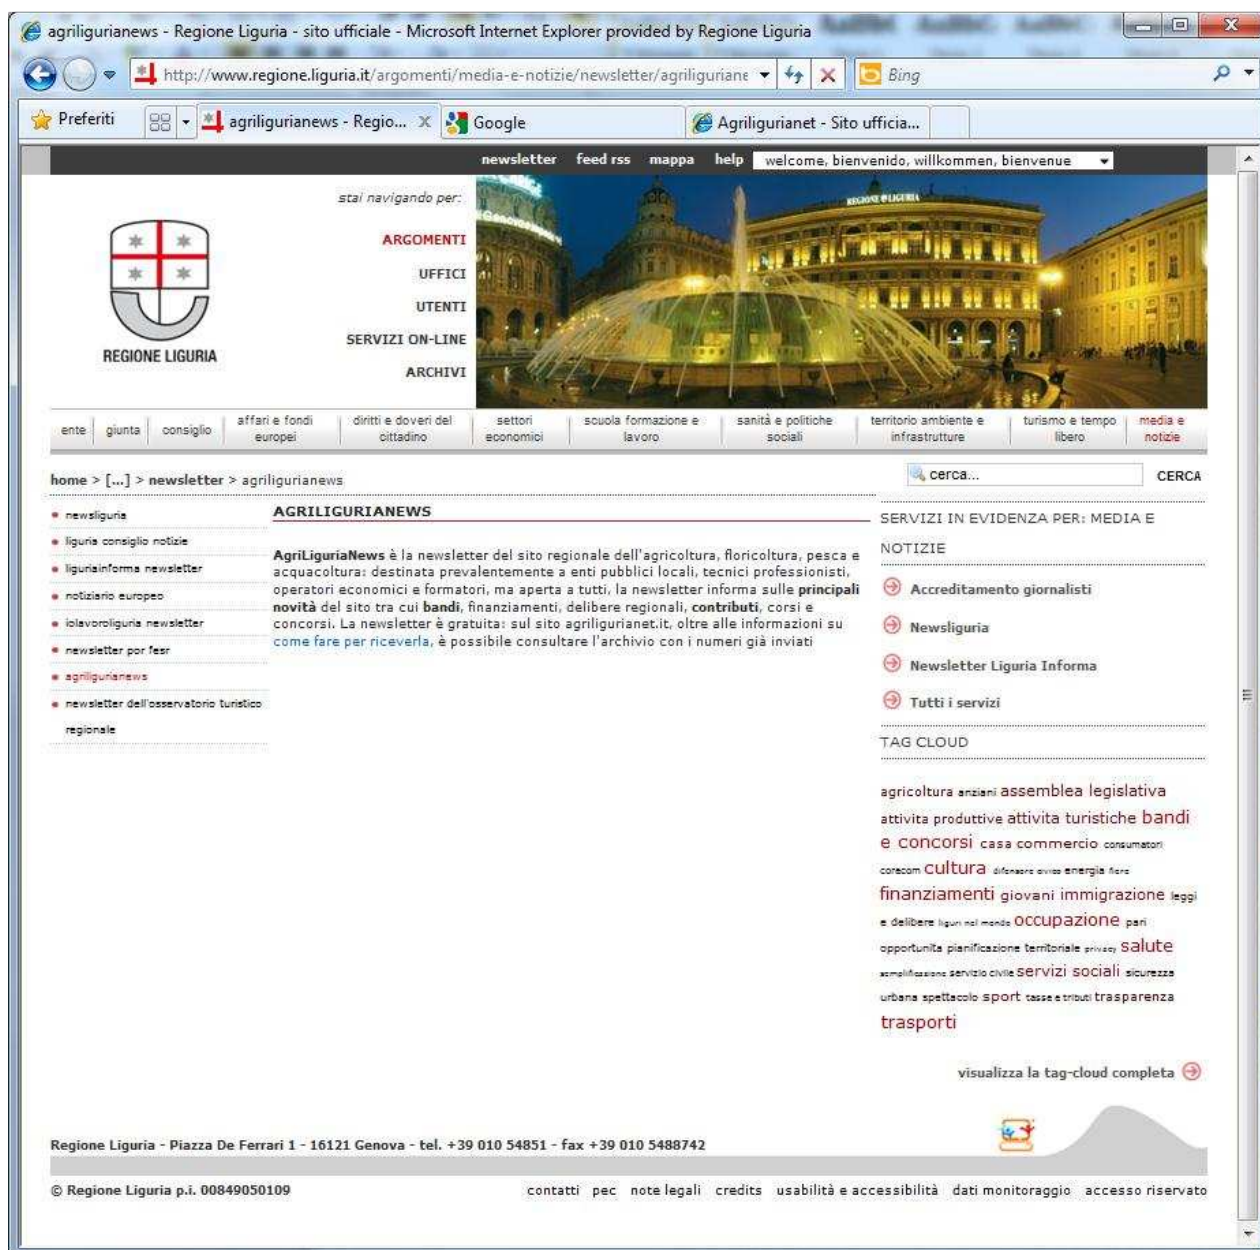 agriligurianews - Regione Liguria - sito ufficiale - Microsoft Internet Explorer provided by Regione Liguria
http://www.regione.liguria.it/argomenti/media-e-notizie/newsletter/agriliguriane
Bing
Preferiti
agriligurianews - Regio...
Google
Agriligurianet - Sito ufficia...
newsletter feed rss mappa help welcome, bienvenido, willkommen, bienvenue
stai navigando per:
ARGOMENTI
UFFICI
UTENTI
SERVIZI ON-LINE
ARCHIVI
REGIONE LIGURIA
REGIONE LIGURIA
ente giunta consiglio affari e fondi europei diritti e doveri del cittadino settori economici scuola formazione e lavoro sanità e politiche sociali territorio ambiente e infrastrutture turismo e tempo libero media e notizie
home > [...] > newsletter > agriligurianews
cerca... CERCA
newsliguria
liguria consiglio notizie
liguriainforma newsletter
notiziario europeo
iolavoroliguria newsletter
newsletter por fesr
agriligurianews
newsletter dell'osservatorio turistico
regionale
AGRILIGURIANEWS
AgriLiguriaNews è la newsletter del sito regionale dell'agricoltura, floricoltura, pesca e
acquacoltura: destinata prevalentemente a enti pubblici locali, tecnici professionisti,
operatori economici e formatori, ma aperta a tutti, la newsletter informa sulle principali
novità del sito tra cui bandi, finanziamenti, delibere regionali, contributi, corsi e
concorsi. La newsletter è gratuita: sul sito agriligurianet.it, oltre alle informazioni su
come fare per riceverla, è possibile consultare l'archivio con i numeri già inviati
SERVIZI IN EVIDENZA PER: MEDIA E
NOTIZIE
Accreditamento giornalisti
Newsliguria
Newsletter Liguria Informa
Tutti i servizi
TAG CLOUD
agricoltura anziani assemblea legislativa
attivita produttive attivita turistiche bandi
e concorsi casa commercio consumatori
corecom cultura difensore civico energia fiere
finanziamenti giovani immigrazione leggi
e delibere liguri nel mondo occupazione pari
opportunita pianificazione territoriale privacy salute
semplificazione servizio civile servizi sociali sicurezza
urbana spettacolo sport tasse e tributi trasparenza
trasporti
visualizza la tag-cloud completa
Regione Liguria - Piazza De Ferrari 1 - 16121 Genova - tel. +39 010 54851 - fax +39 010 5488742
© Regione Liguria p.i. 00849050109
contatti pec note legali credits usabilità e accessibilità dati monitoraggio accesso riservato